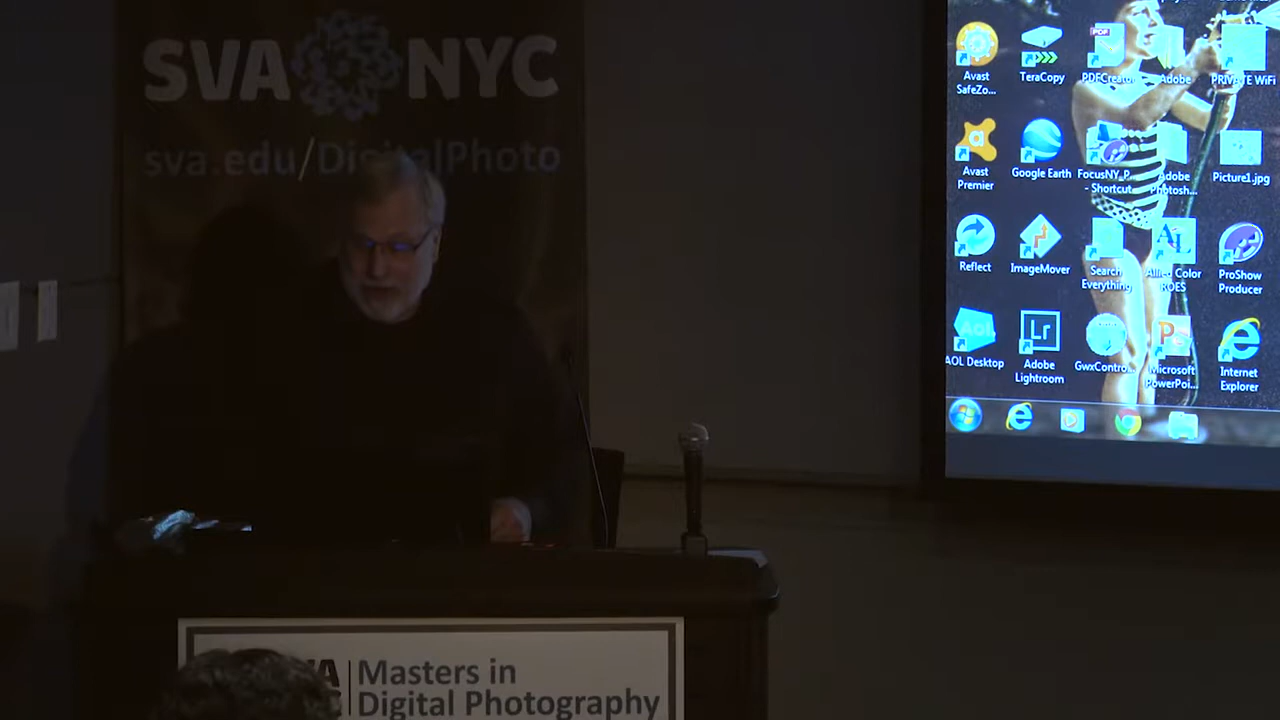 SVA NYC
sva.edu/DigitalPhoto
Avast
SafeZo...
TeraCopy
PDFCreato...
Adobe
PRIVATE WiFi
Avast
Premier
Google Earth
FocusNY_P...
- Shortcut
Adobe
Photosh...
Picture1.jpg
Reflect
ImageMover
Search
Everything
Allied Color
ROES
ProShow
Producer
AOL Desktop
Adobe
Lightroom
GwxContro...
Microsoft
PowerPoi...
Internet
Explorer
Masters in
Digital Photography